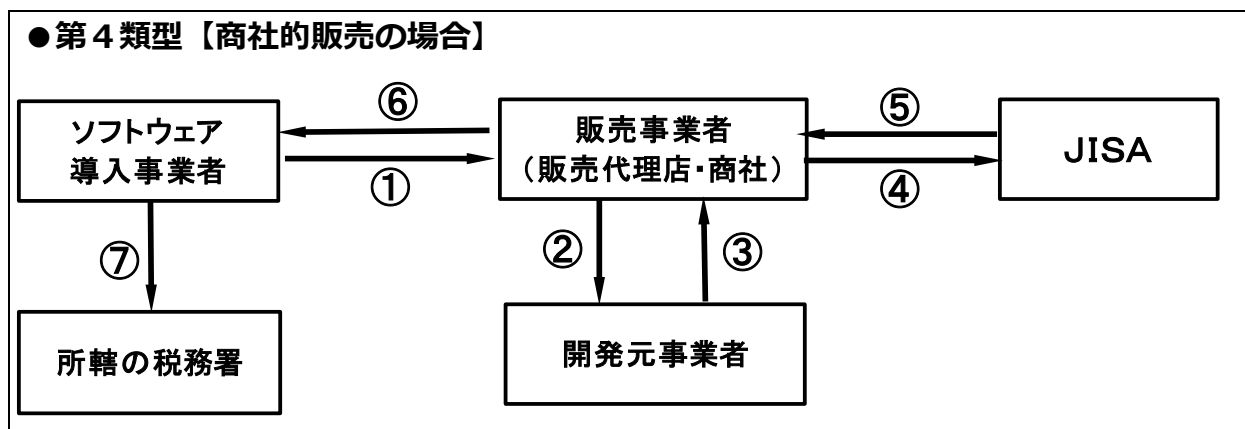 ●第４類型【商社的販売の場合】
ソフトウェア
導入事業者
⑥
①
販売事業者
（販売代理店・商社）
⑤
④
ＪＩＳＡ
⑦
②
③
所轄の税務署
開発元事業者